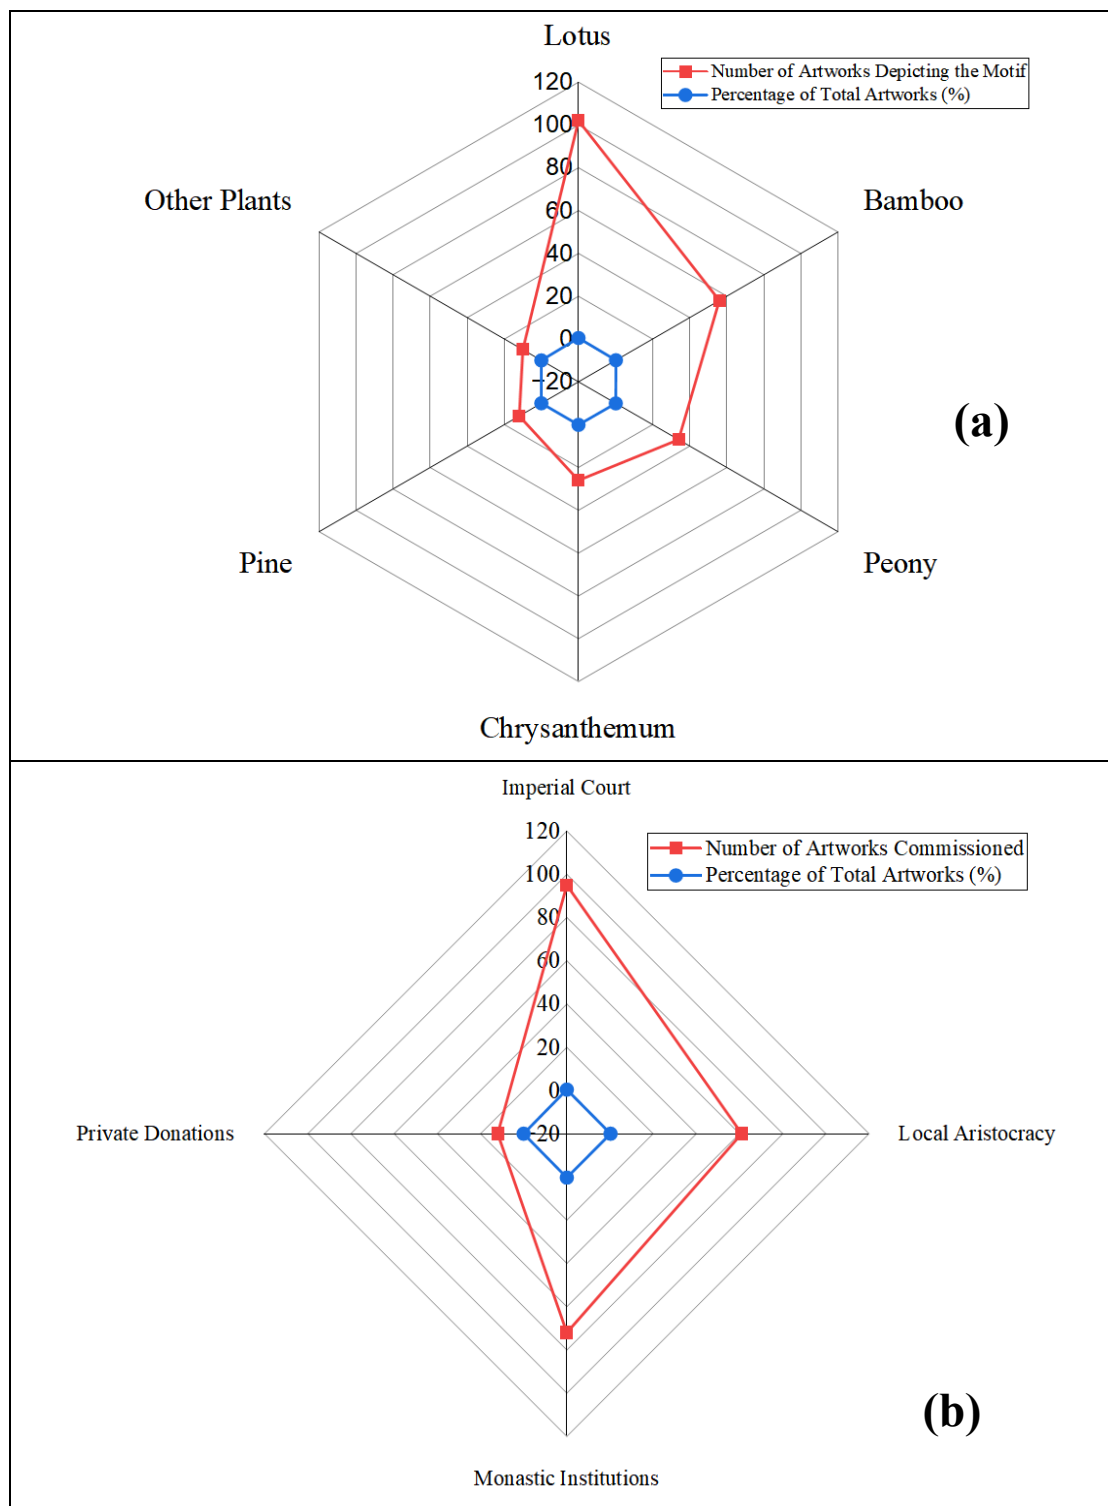 Lotus
Number of Artworks Depicting the Motif
Percentage of Total Artworks (%)
120
100
80
60
40
20
0
−20
Other Plants
Bamboo
(a)
Pine
Peony
Chrysanthemum
Imperial Court
Number of Artworks Commissioned
Percentage of Total Artworks (%)
120
100
80
60
40
20
0
−20
Private Donations
Local Aristocracy
(b)
Monastic Institutions